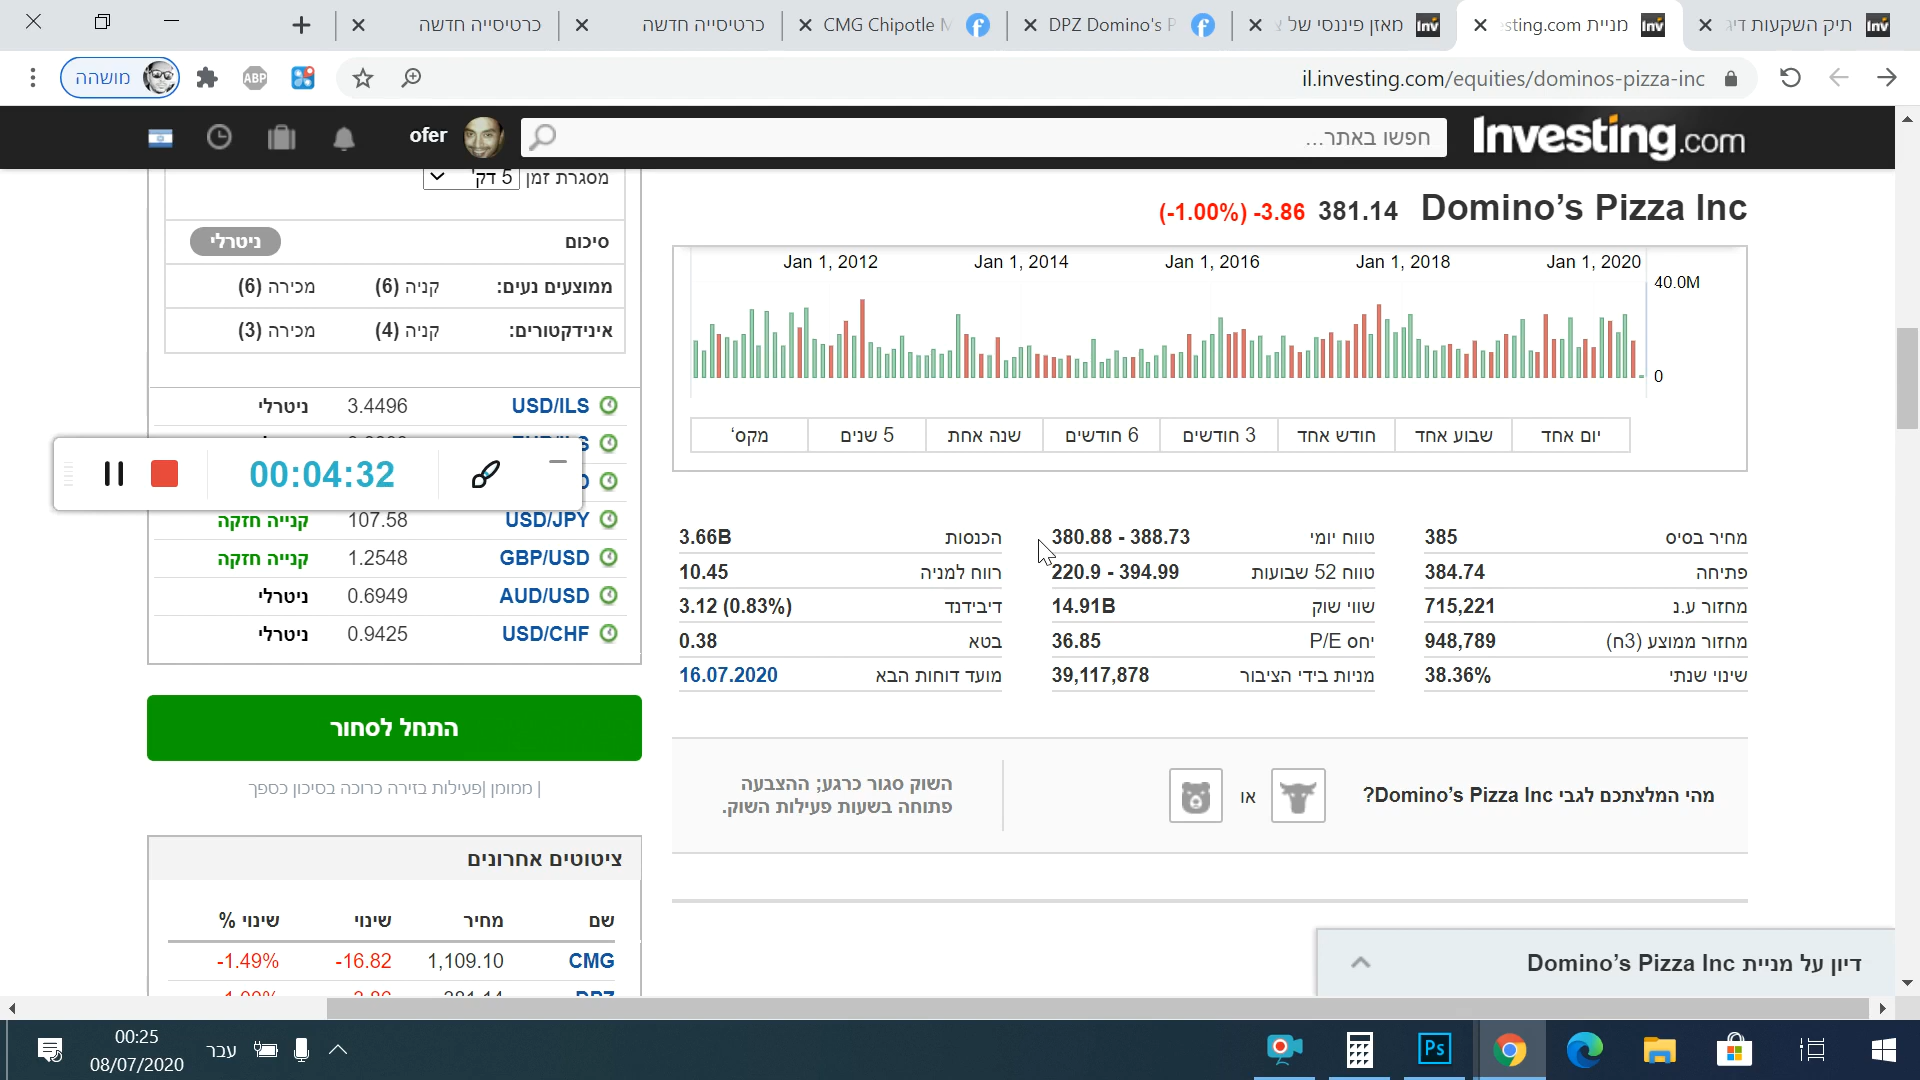 תיק השקעות דיג
מניית sting.com
מאזן פיננסי של
DPZ Domino's P
CMG Chipotle M
כרטיסייה חדשה
כרטיסייה חדשה
il.investing.com/equities/dominos-pizza-inc
ABP
מושהה
Investing.com
חפשו באתר...
ofer
Domino's Pizza Inc 381.14 -3.86 (-1.00%)
Jan 1, 2012 Jan 1, 2014 Jan 1, 2016 Jan 1, 2018 Jan 1, 2020
40.0M
0
יום אחד שבוע אחד חודש אחד 3 חודשים 6 חודשים שנה אחת 5 שנים מקס'
מחיר בסיס 385
פתיחה 384.74
מחזור ע.נ 715,221
מחזור ממוצע (3ח) 948,789
שינוי שנתי 38.36%
טווח יומי 380.88 - 388.73
טווח 52 שבועות 220.9 - 394.99
שווי שוק 14.91B
יחס P/E 36.85
מניות בידי הציבור 39,117,878
הכנסות 3.66B
רווח למניה 10.45
דיבידנד 3.12 (0.83%)
בטא 0.38
מועד דוחות הבא 16.07.2020
מהי המלצתכם לגבי Domino's Pizza Inc?
או
השוק סגור כרגע; ההצבעה
פתוחה בשעות פעילות השוק.
דיון על מניית Domino's Pizza Inc
מסגרת זמן 5 דק'
סיכום ניטרלי
ממוצעים נעים: קניה (6) מכירה (6)
אינידקטורים: קניה (4) מכירה (3)
USD/ILS 3.4496 ניטרלי
00:04:32
USD/JPY 107.58 קנייה חזקה
GBP/USD 1.2548 קנייה חזקה
AUD/USD 0.6949 ניטרלי
USD/CHF 0.9425 ניטרלי
התחל לסחור
| ממומן |פעילות בזירה כרוכה בסיכון כספך
ציטוטים אחרונים
שם מחיר שינוי שינוי %
CMG 1,109.10 -16.82 -1.49%
Ps
עבר
00:25
08/07/2020